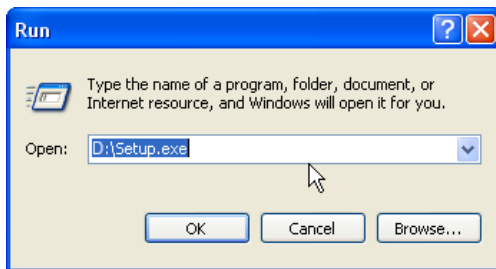 Run
Type the name of a program, folder, document, or
Internet resource, and Windows will open it for you.
Open: D:\Setup.exe
OK Cancel Browse...